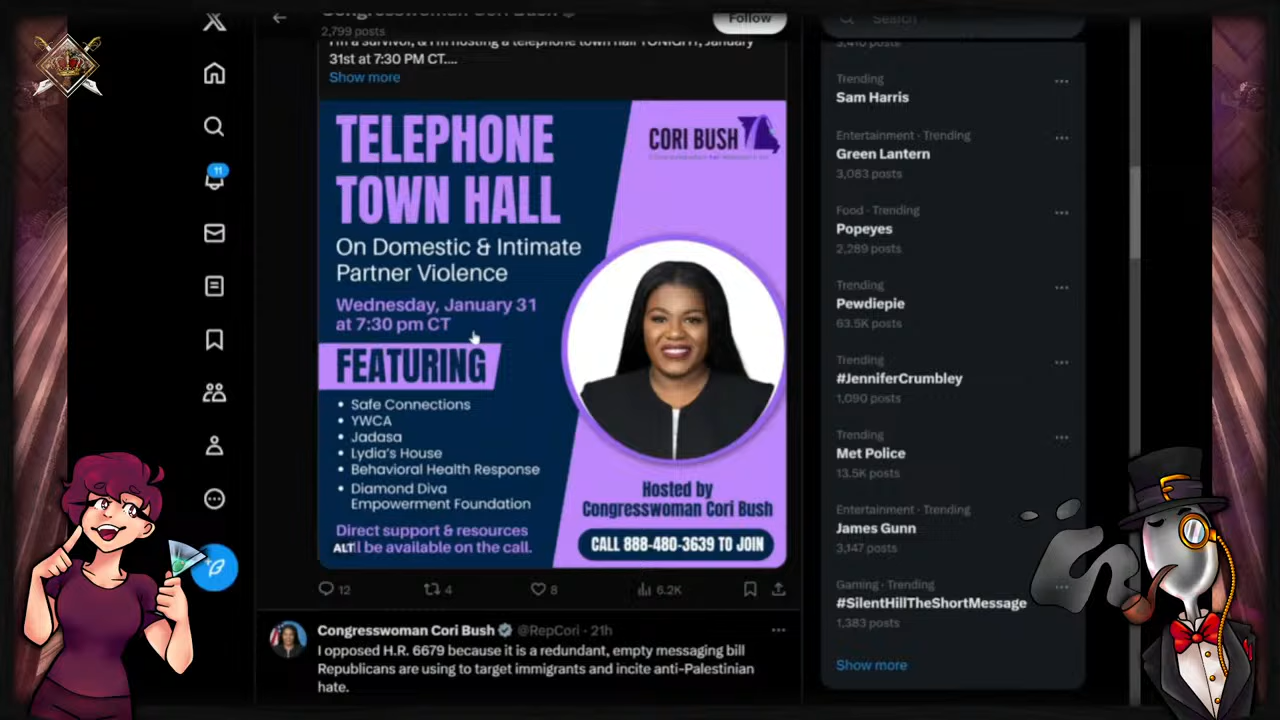 Congresswoman Cori Bush
2,799 posts
Follow
I'm a survivor, & I'm hosting a telephone town hall TONIGHT, January
31st at 7:30 PM CT....
Show more
TELEPHONE
TOWN HALL
On Domestic & Intimate
Partner Violence
Wednesday, January 31
at 7:30 pm CT
FEATURING
• Safe Connections
• YWCA
• Jadasa
• Lydia's House
• Behavioral Health Response
• Diamond Diva
Empowerment Foundation
Direct support & resources
ALT
ll be available on the call.
CORI BUSH
Hosted by
Congresswoman Cori Bush
CALL 888-480-3639 TO JOIN
12
4
8
6.2K
Congresswoman Cori Bush @RepCori · 21h
I opposed H.R. 6679 because it is a redundant, empty messaging bill
Republicans are using to target immigrants and incite anti-Palestinian
hate.
11
Search
3,410 posts
Trending
Sam Harris
Entertainment · Trending
Green Lantern
3,083 posts
Food · Trending
Popeyes
2,289 posts
Trending
Pewdiepie
63.5K posts
Trending
#JenniferCrumbley
1,090 posts
Trending
Met Police
13.5K posts
Entertainment · Trending
James Gunn
3,147 posts
Gaming · Trending
#SilentHillTheShortMessage
1,383 posts
Show more